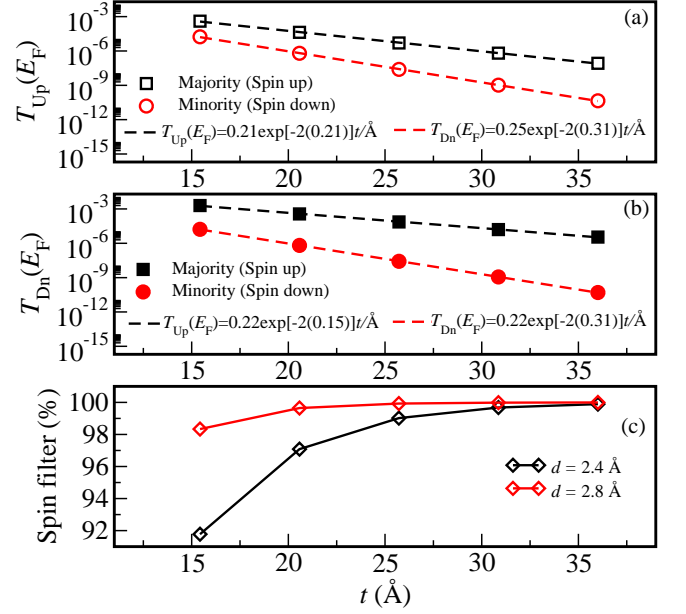 10^-3
(a)
10^-6
10^-9
10^-12
10^-15
T_Up(E_F)
Majority (Spin up)
Minority (Spin down)
T_Up(E_F)=0.21exp[-2(0.21)]t/Å
T_Dn(E_F)=0.25exp[-2(0.31)]t/Å
15 20 25 30 35
10^-3
(b)
10^-6
10^-9
10^-12
10^-15
T_Dn(E_F)
Majority (Spin up)
Minority (Spin down)
T_Up(E_F)=0.22exp[-2(0.15)]t/Å
T_Dn(E_F)=0.22exp[-2(0.31)]t/Å
15 20 25 30 35
100
98
96
94
92
Spin filter (%)
(c)
d = 2.4 Å
d = 2.8 Å
15 20 25 30 35
t (Å)